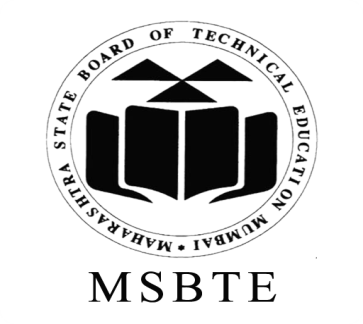 MAHARASHTRA STATE BOARD OF TECHNICAL EDUCATION MUMBAI *
MSBTE